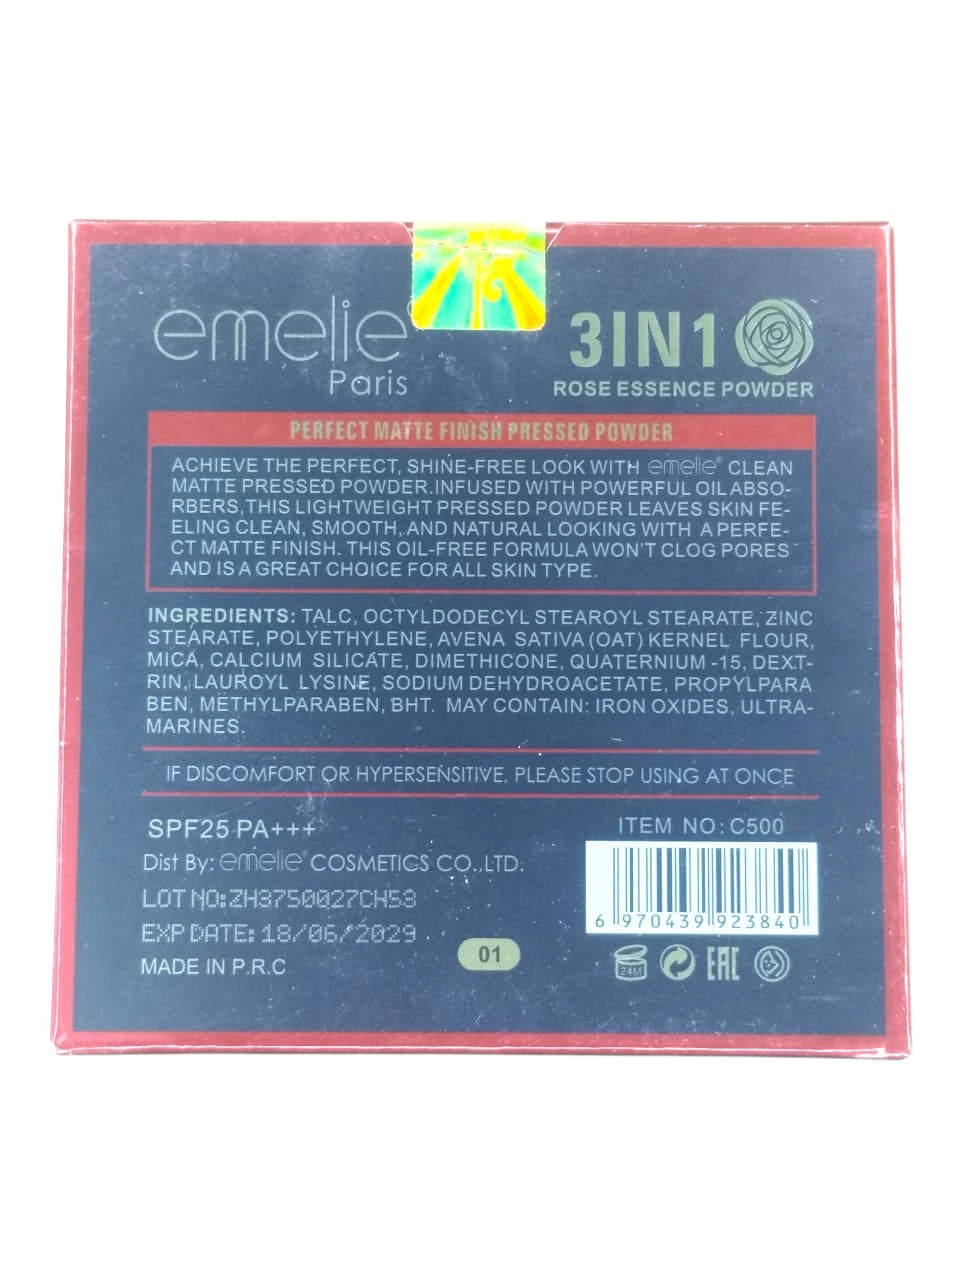 emelie
Paris
3IN1
ROSE ESSENCE POWDER
PERFECT MATTE FINISH PRESSED POWDER
ACHIEVE THE PERFECT, SHINE-FREE LOOK WITH emelie® CLEAN
MATTE PRESSED POWDER.INFUSED WITH POWERFUL OIL ABSO-
RBERS,THIS LIGHTWEIGHT PRESSED POWDER LEAVES SKIN FE-
ELING CLEAN, SMOOTH,AND NATURAL LOOKING WITH A PERFE-
CT MATTE FINISH. THIS OIL-FREE FORMULA WON'T CLOG PORES
AND IS A GREAT CHOICE FOR ALL SKIN TYPE.
INGREDIENTS: TALC, OCTYLDODECYL STEAROYL STEARATE, ZINC
STEARATE, POLYETHYLENE, AVENA SATIVA (OAT) KERNEL FLOUR,
MICA, CALCIUM SILICATE, DIMETHICONE, QUATERNIUM -15, DEXT-
RIN, LAUROYL LYSINE, SODIUM DEHYDROACETATE, PROPYLPARA
BEN, METHYLPARABEN, BHT. MAY CONTAIN: IRON OXIDES, ULTRA-
MARINES.
IF DISCOMFORT OR HYPERSENSITIVE, PLEASE STOP USING AT ONCE
SPF25 PA+++
Dist By: emelie® COSMETICS CO.,LTD.
LOT NO:ZH3750027CH53
EXP DATE: 18/06/2029
MADE IN P.R.C
01
ITEM NO: C500
6 970439 923840
24M
EAC